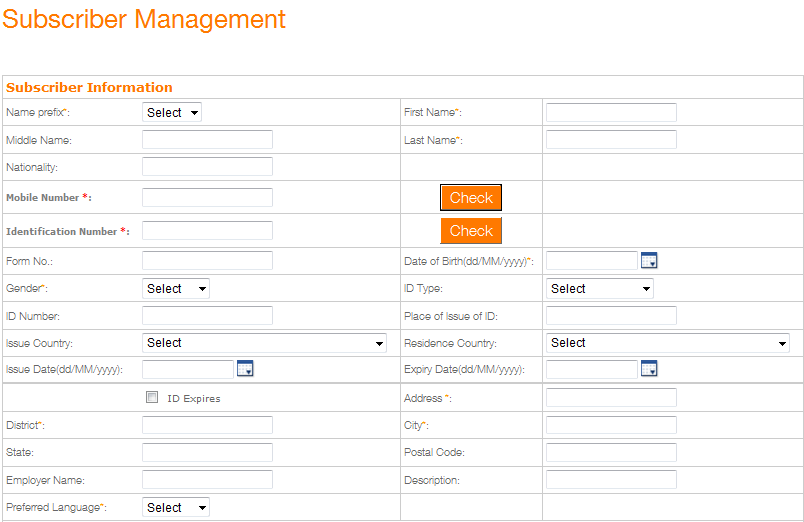 Subscriber Management
Subscriber Information
Name prefix*: Select First Name*:
Middle Name: Last Name*:
Nationality:
Mobile Number *: Check
Identification Number *: Check
Form No.: Date of Birth(dd/MM/yyyy)*:
Gender*: Select ID Type: Select
ID Number: Place of Issue of ID:
Issue Country: Select Residence Country: Select
Issue Date(dd/MM/yyyy): Expiry Date(dd/MM/yyyy):
ID Expires Address *:
District*: City*:
State: Postal Code:
Employer Name: Description:
Preferred Language*: Select